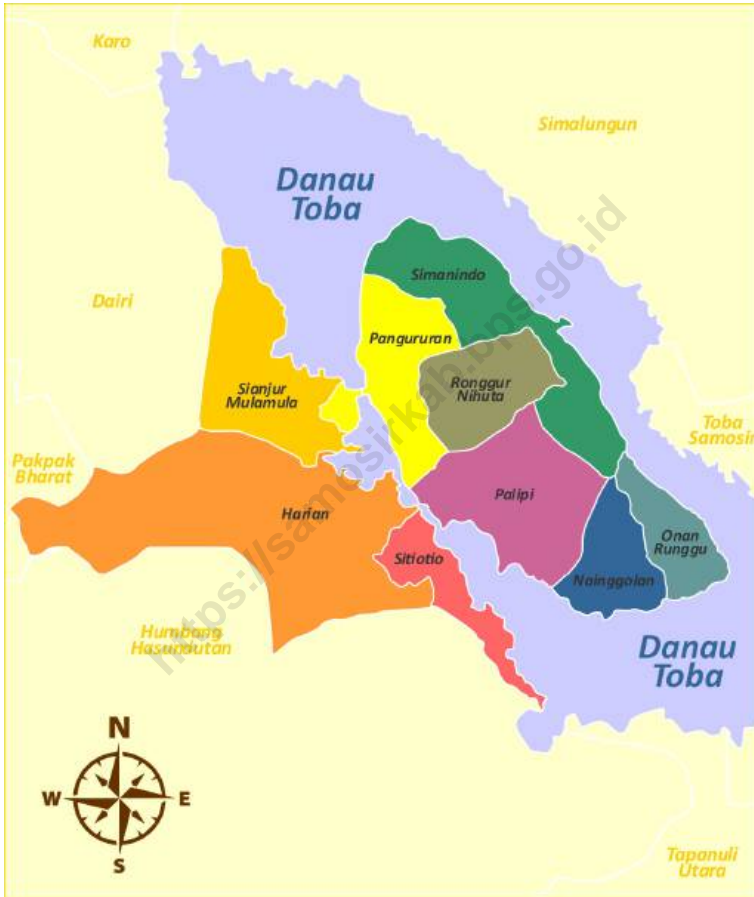 Karo
Simalungun
Danau
Toba
Simanindo
Dairi
Pangururan
Ronggur
Nihuta
Sianjur
Mulamula
Toba
Samosir
Pakpak
Bharat
Palipi
Harian
Onan
Runggu
Sitiotio
Nainggolan
Humbang
Hasundutan
Danau
Toba
N
W
E
S
Tapanuli
Utara
https://samosirkab.bps.go.id